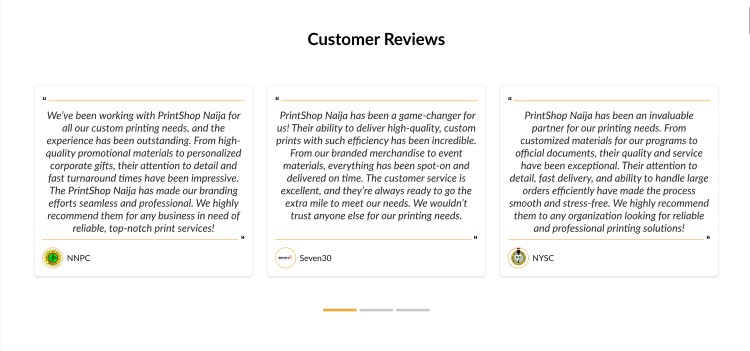 Customer Reviews
“
We've been working with PrintShop Naija for
all our custom printing needs, and the
experience has been outstanding. From high-
quality promotional materials to personalized
corporate gifts, their attention to detail and
fast turnaround times have been impressive.
The PrintShop Naija has made our branding
efforts seamless and professional. We highly
recommend them for any business in need of
reliable, top-notch print services!
”
NNPC
“
PrintShop Naija has been a game-changer for
us! Their ability to deliver high-quality, custom
prints with such efficiency has been incredible.
From our branded merchandise to event
materials, everything has been spot-on and
delivered on time. The customer service is
excellent, and they're always ready to go the
extra mile to meet our needs. We wouldn't
trust anyone else for our printing needs.
”
seven30
Seven30
“
PrintShop Naija has been an invaluable
partner for our printing needs. From
customized materials for our programs to
official documents, their quality and service
have been exceptional. Their attention to
detail, fast delivery, and ability to handle large
orders efficiently have made the process
smooth and stress-free. We highly recommend
them to any organization looking for reliable
and professional printing solutions!
”
NYSC